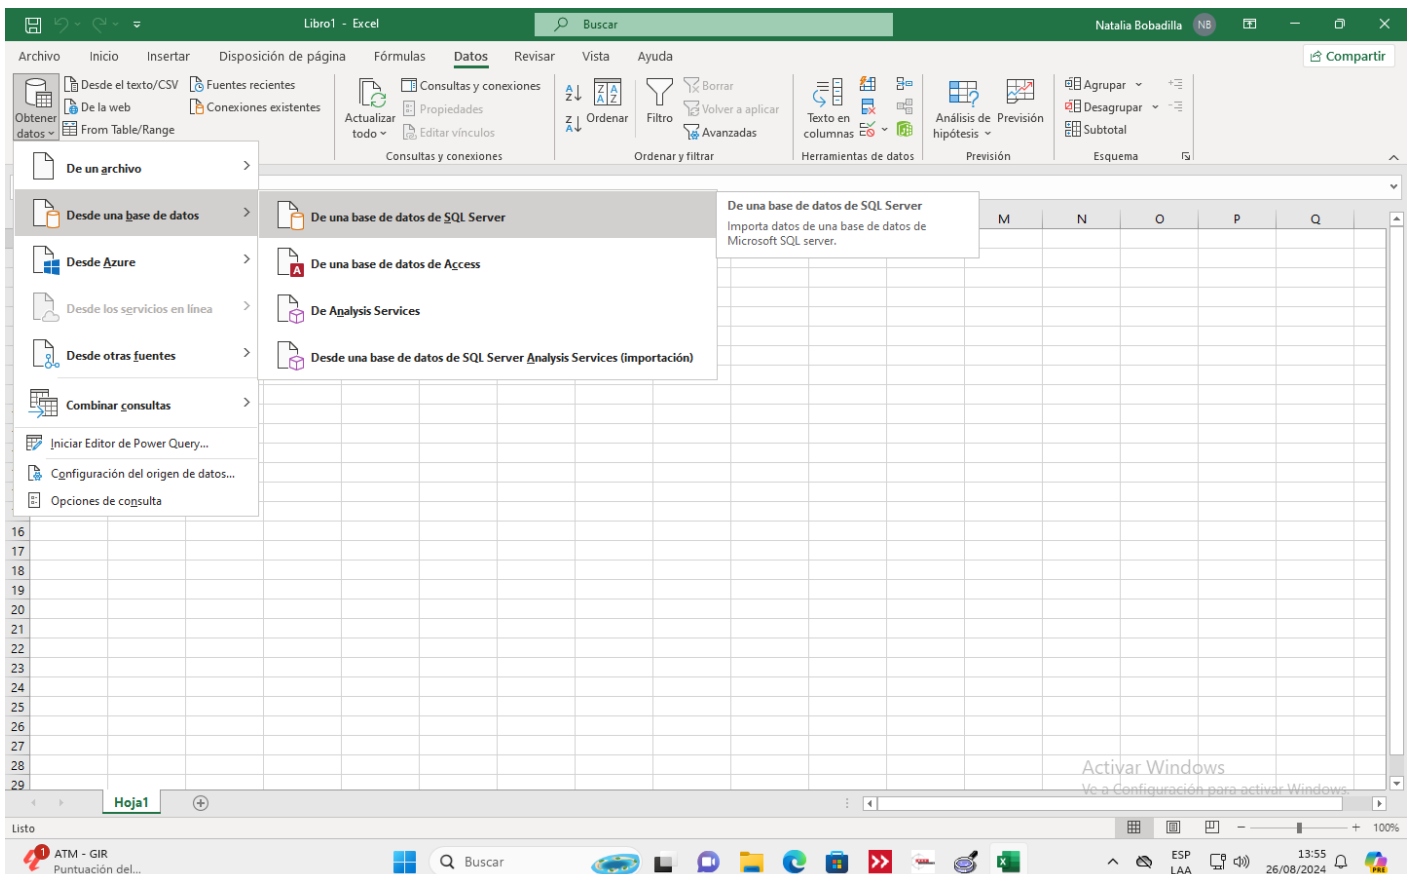 Libro1 - Excel
Buscar
Natalia Bobadilla
NB
Archivo Inicio Insertar Disposición de página Fórmulas Datos Revisar Vista Ayuda
Compartir
Obtener datos
Desde el texto/CSV
De la web
From Table/Range
Fuentes recientes
Conexiones existentes
Actualizar todo
Consultas y conexiones
Propiedades
Editar vínculos
Consultas y conexiones
Ordenar
Filtro
Borrar
Volver a aplicar
Avanzadas
Ordenar y filtrar
Texto en columnas
Herramientas de datos
Análisis de hipótesis
Previsión
Previsión
Agrupar
Desagrupar
Subtotal
Esquema
De un archivo
Desde una base de datos
Desde Azure
Desde los servicios en línea
Desde otras fuentes
Combinar consultas
Iniciar Editor de Power Query...
Configuración del origen de datos...
Opciones de consulta
De una base de datos de SQL Server
De una base de datos de Access
De Analysis Services
Desde una base de datos de SQL Server Analysis Services (importación)
De una base de datos de SQL Server
Importa datos de una base de datos de
Microsoft SQL server.
M N O P Q
16
17
18
19
20
21
22
23
24
25
26
27
28
29
Activar Windows
Ve a Configuración para activar Windows.
Hoja1
Listo
100%
1
ATM - GIR
Puntuación del...
Buscar
ESP
LAA
13:55
26/08/2024
PRE